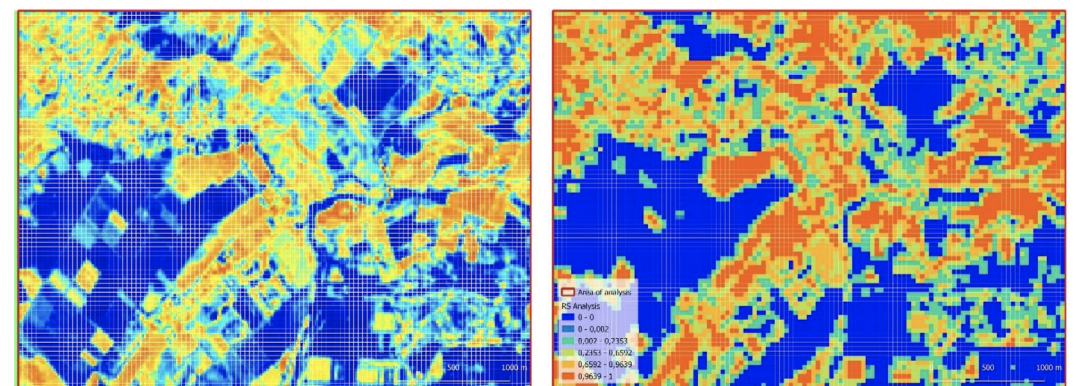 500 1000 m
Area of analysis
RS Analysis
0 - 0
0 - 0,002
0,002 - 0,2353
0,2353 - 0,6592
0,6592 - 0,9639
0,9639 - 1
500 1000 m